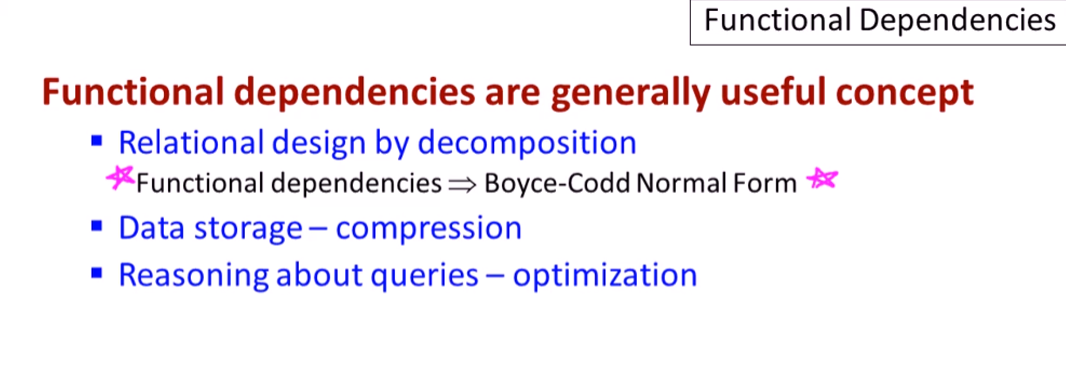 Functional Dependencies
Functional dependencies are generally useful concept
▪ Relational design by decomposition
Functional dependencies ⇒ Boyce-Codd Normal Form
▪ Data storage – compression
▪ Reasoning about queries – optimization